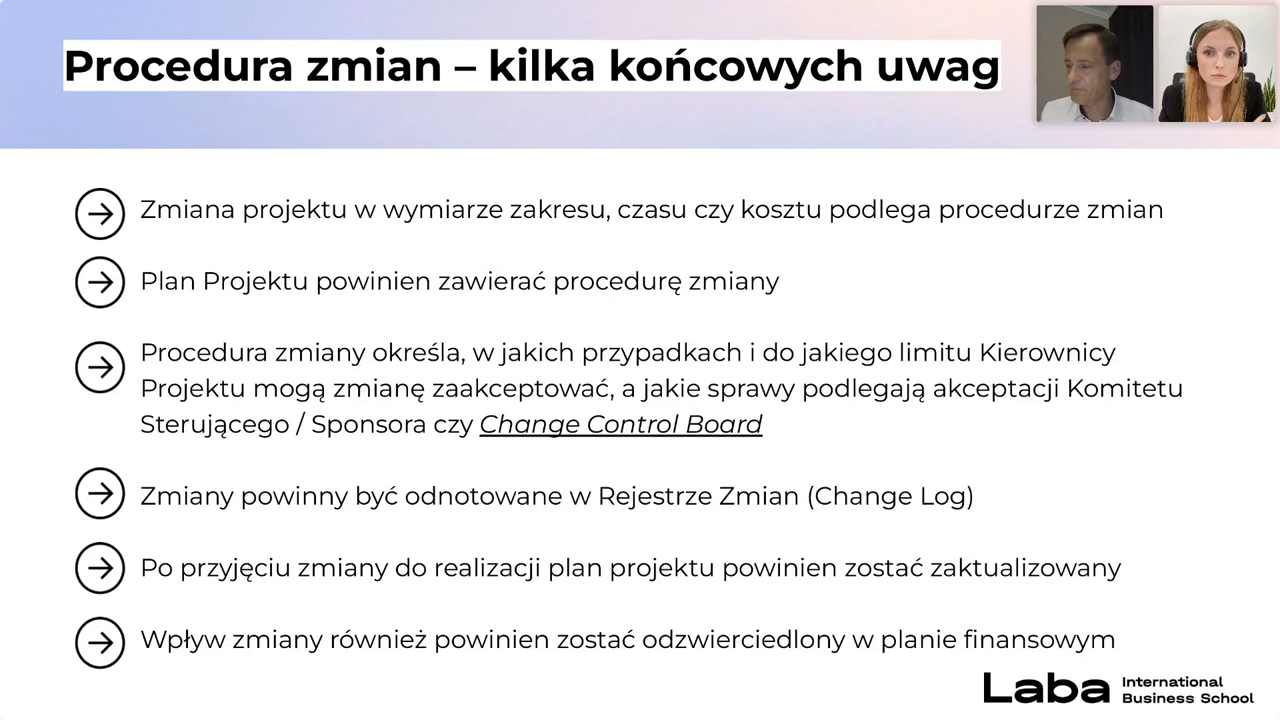 Procedura zmian – kilka końcowych uwag
Zmiana projektu w wymiarze zakresu, czasu czy kosztu podlega procedurze zmian
Plan Projektu powinien zawierać procedurę zmiany
Procedura zmiany określa, w jakich przypadkach i do jakiego limitu Kierownicy
Projektu mogą zmianę zaakceptować, a jakie sprawy podlegają akceptacji Komitetu
Sterującego / Sponsora czy Change Control Board
Zmiany powinny być odnotowane w Rejestrze Zmian (Change Log)
Po przyjęciu zmiany do realizacji plan projektu powinien zostać zaktualizowany
Wpływ zmiany również powinien zostać odzwierciedlony w planie finansowym
Laba
International
Business School